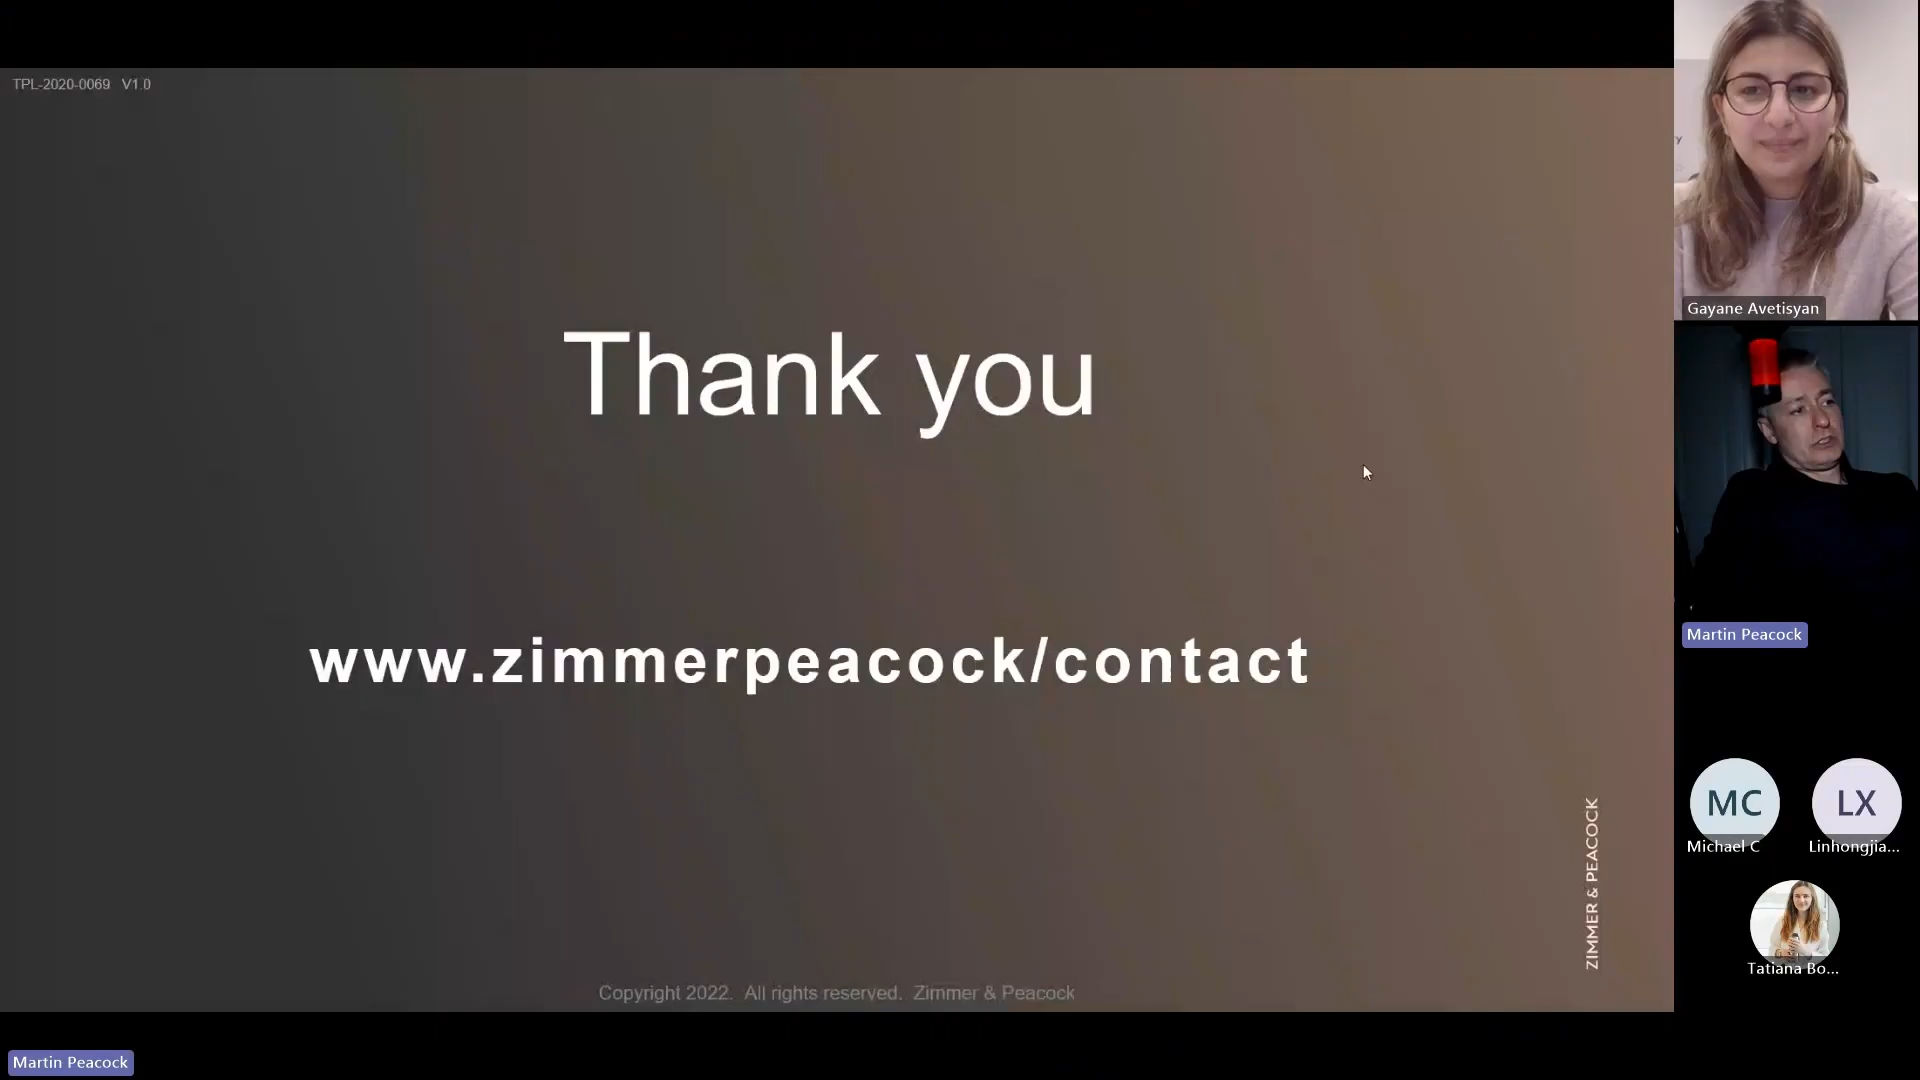 TPL-2020-0069 V1.0
Thank you
www.zimmerpeacock/contact
ZIMMER & PEACOCK
Copyright 2022. All rights reserved. Zimmer & Peacock
Martin Peacock
Gayane Avetisyan
Martin Peacock
MC
LX
Michael C
Linhongjia...
Tatiana Bo...